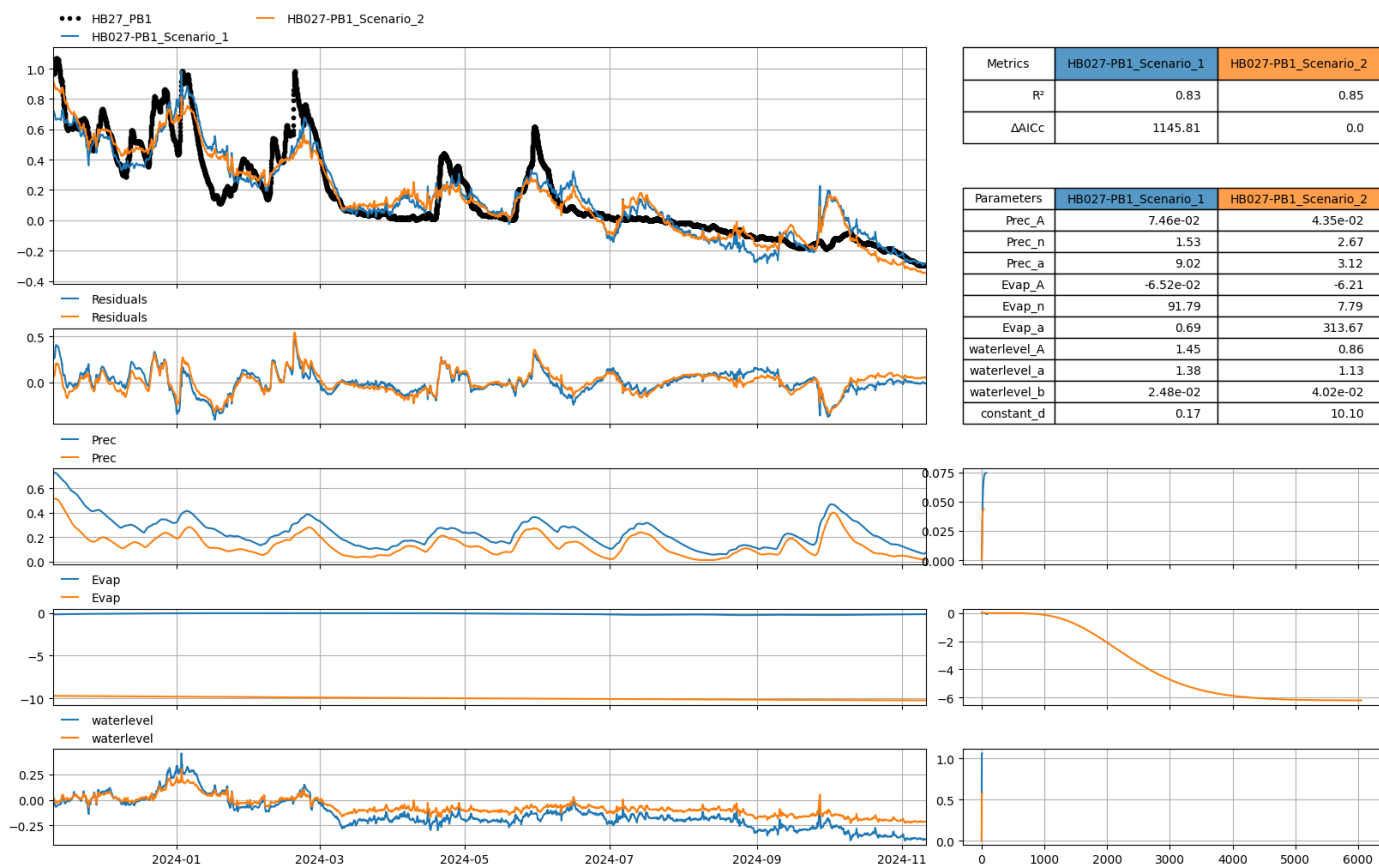 HB27_PB1 HB027-PB1_Scenario_2
HB027-PB1_Scenario_1
1.0
0.8
0.6
0.4
0.2
0.0
−0.2
−0.4
Metrics HB027-PB1_Scenario_1 HB027-PB1_Scenario_2
R² 0.83 0.85
ΔAICc 1145.81 0.0
Parameters HB027-PB1_Scenario_1 HB027-PB1_Scenario_2
Prec_A 7.46e-02 4.35e-02
Prec_n 1.53 2.67
Prec_a 9.02 3.12
Evap_A -6.52e-02 -6.21
Evap_n 91.79 7.79
Evap_a 0.69 313.67
waterlevel_A 1.45 0.86
waterlevel_a 1.38 1.13
waterlevel_b 2.48e-02 4.02e-02
constant_d 0.17 10.10
Residuals
Residuals
0.5
0.0
Prec
Prec
0.6
0.4
0.2
0.0
0.075
0.050
0.025
0.000
Evap
Evap
0
−5
−10
0
−2
−4
−6
waterlevel
waterlevel
0.25
0.00
−0.25
1.0
0.5
0.0
2024-01 2024-03 2024-05 2024-07 2024-09 2024-11
0 1000 2000 3000 4000 5000 6000